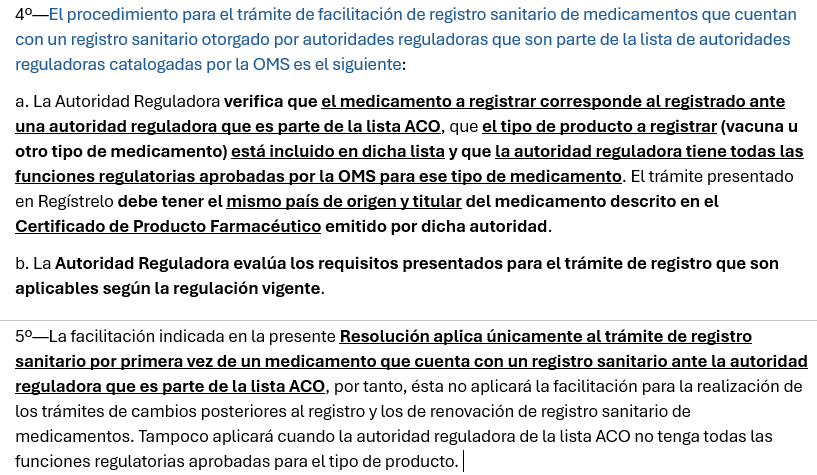 4º—El procedimiento para el trámite de facilitación de registro sanitario de medicamentos que cuentan
con un registro sanitario otorgado por autoridades reguladoras que son parte de la lista de autoridades
reguladoras catalogadas por la OMS es el siguiente:
a. La Autoridad Reguladora verifica que el medicamento a registrar corresponde al registrado ante
una autoridad reguladora que es parte de la lista ACO, que el tipo de producto a registrar (vacuna u
otro tipo de medicamento) está incluido en dicha lista y que la autoridad reguladora tiene todas las
funciones regulatorias aprobadas por la OMS para ese tipo de medicamento. El trámite presentado
en Regístrelo debe tener el mismo país de origen y titular del medicamento descrito en el
Certificado de Producto Farmacéutico emitido por dicha autoridad.
b. La Autoridad Reguladora evalúa los requisitos presentados para el trámite de registro que son
aplicables según la regulación vigente.
5º—La facilitación indicada en la presente Resolución aplica únicamente al trámite de registro
sanitario por primera vez de un medicamento que cuenta con un registro sanitario ante la autoridad
reguladora que es parte de la lista ACO, por tanto, ésta no aplicará la facilitación para la realización de
los trámites de cambios posteriores al registro y los de renovación de registro sanitario de
medicamentos. Tampoco aplicará cuando la autoridad reguladora de la lista ACO no tenga todas las
funciones regulatorias aprobadas para el tipo de producto.